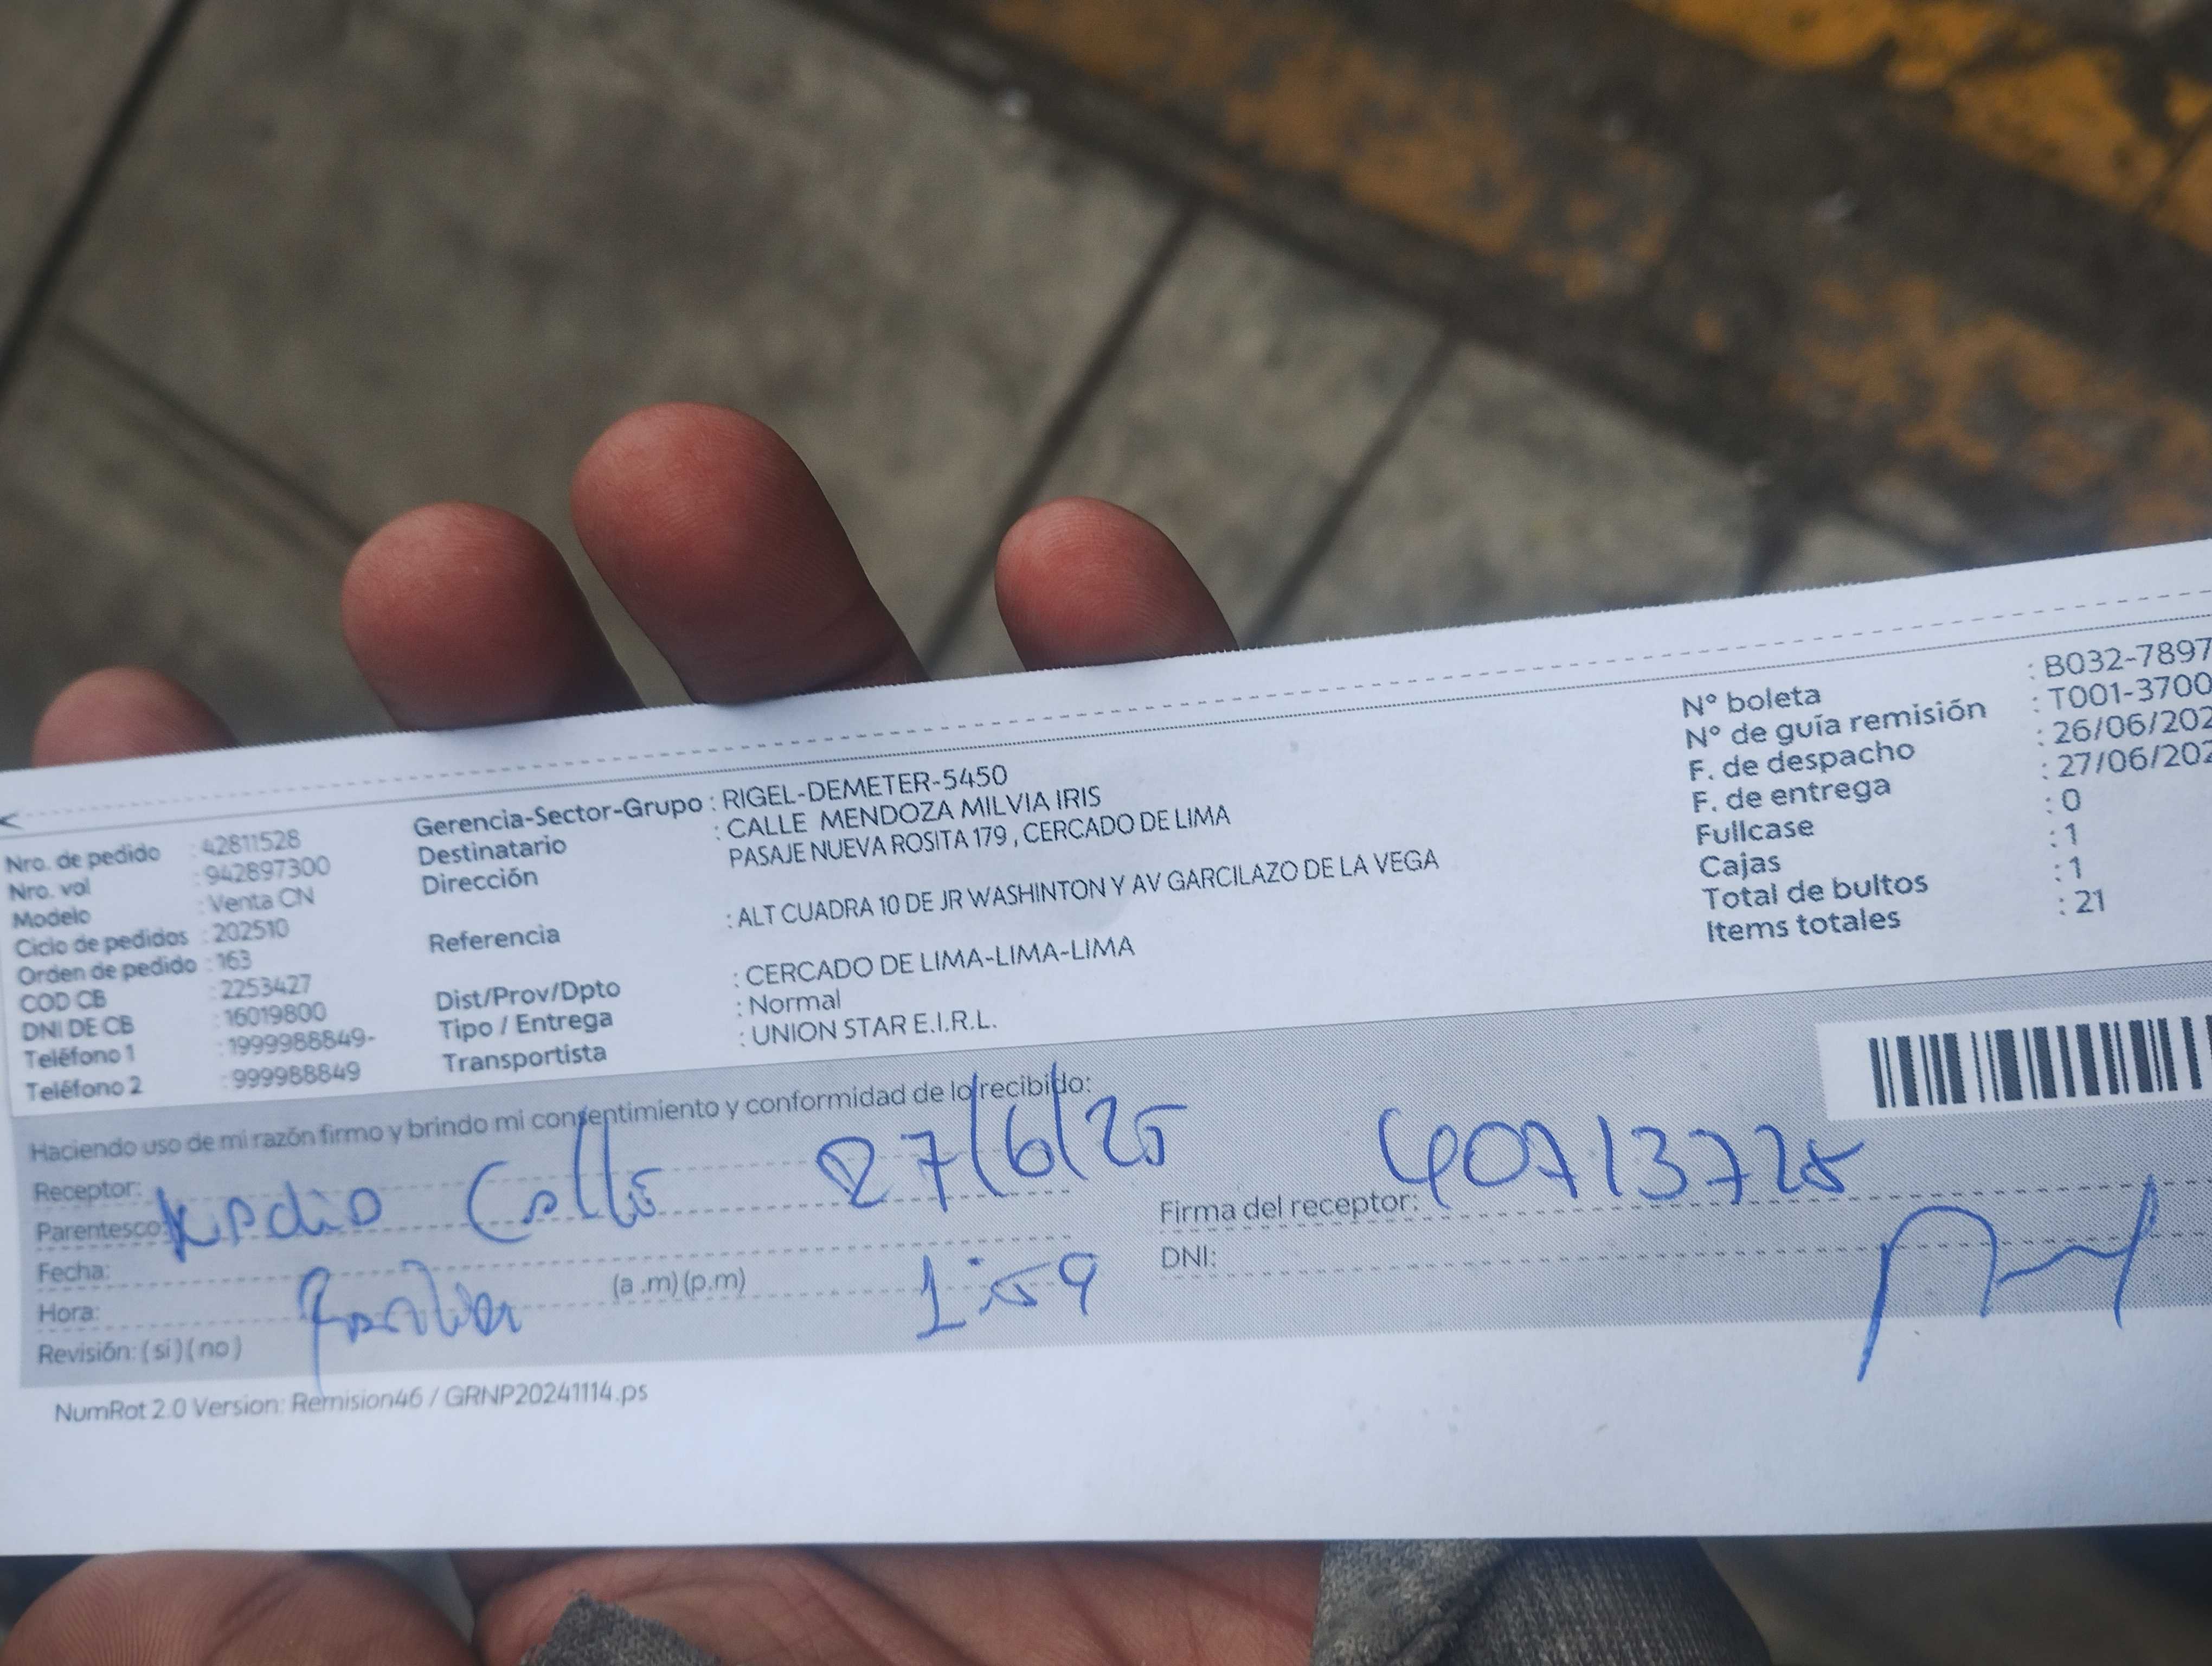 Nro. de pedido : 42811528
Nro. val : 942897300
Modelo : Venta CN
Ciclo de pedidos : 202510
Orden de pedido : 163
COD CB : 2253427
DNI DE CB : 16019800
Teléfono 1 : 1999988849-
Teléfono 2 : 999988849
Gerencia-Sector-Grupo : RIGEL-DEMETER-5450
Destinatario : CALLE MENDOZA MILVIA IRIS
Dirección PASAJE NUEVA ROSITA 179 , CERCADO DE LIMA
Referencia : ALT CUADRA 10 DE JR WASHINTON Y AV GARCILAZO DE LA VEGA
Dist/Prov/Dpto : CERCADO DE LIMA-LIMA-LIMA
Tipo / Entrega : Normal
Transportista : UNION STAR E.I.R.L.
N° boleta : B032-7897
N° de guía remisión : T001-3700
F. de despacho : 26/06/202
F. de entrega : 27/06/202
Fullcase : 0
Cajas : 1
Total de bultos : 1
Items totales : 21
Haciendo uso de mi razón firmo y brindo mi consentimiento y conformidad de lo recibido:
Receptor:
Parentesco: Calle 27/6/25
Fecha:
Hora: (a .m) (p.m) 1:59
Revisión: ( si ) ( no )
Firma del receptor: 40713725
DNI:
NumRot 2.0 Version: Remision46 / GRNP20241114.ps